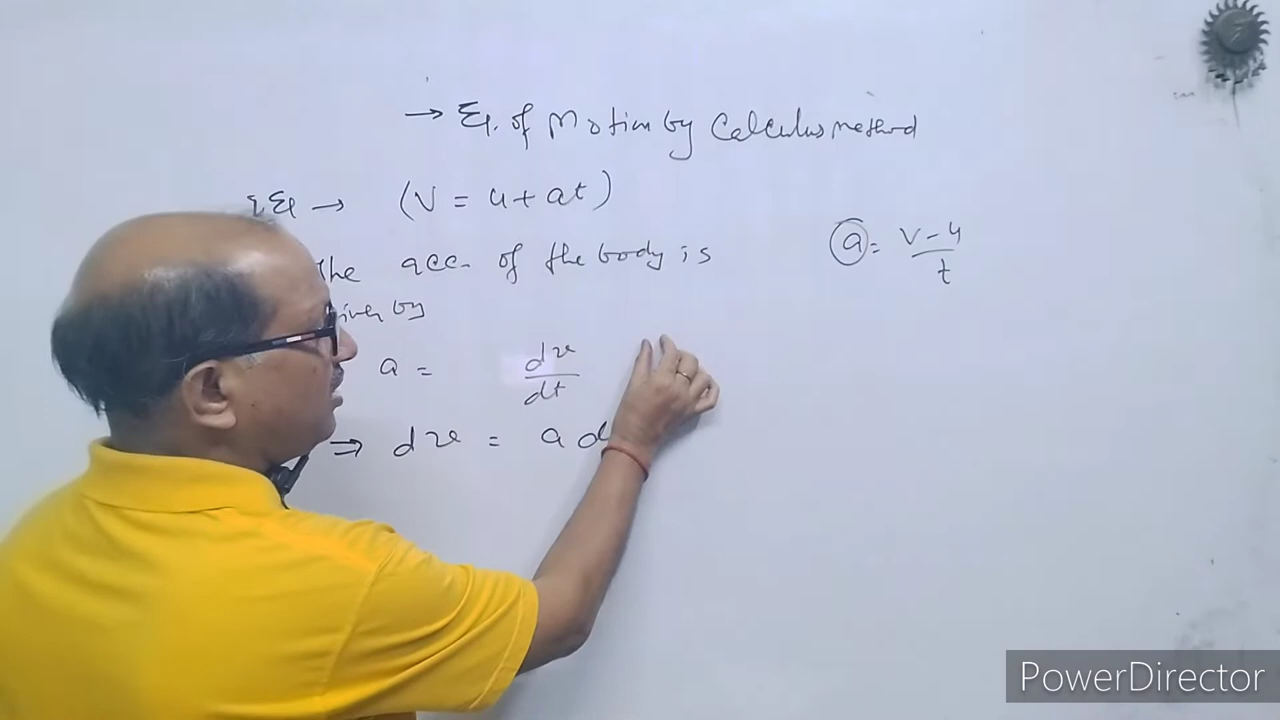 → Eq. of Motion by Calculus method
1 Eq → (V = u + at)
the acc. of the body is
given by
a = v - u / t
a = dv / dt
⇒ dv = a d
PowerDirector